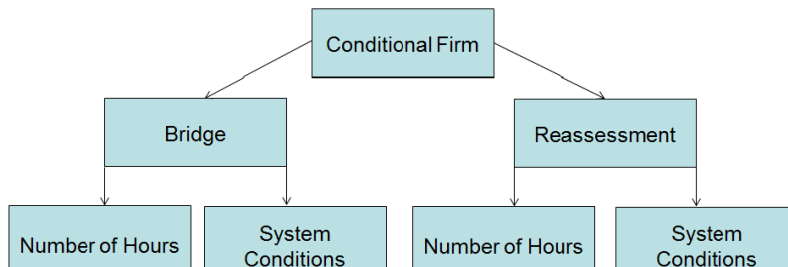 Conditional Firm
Bridge
Reassessment
Number of Hours
System
Conditions
Number of Hours
System
Conditions